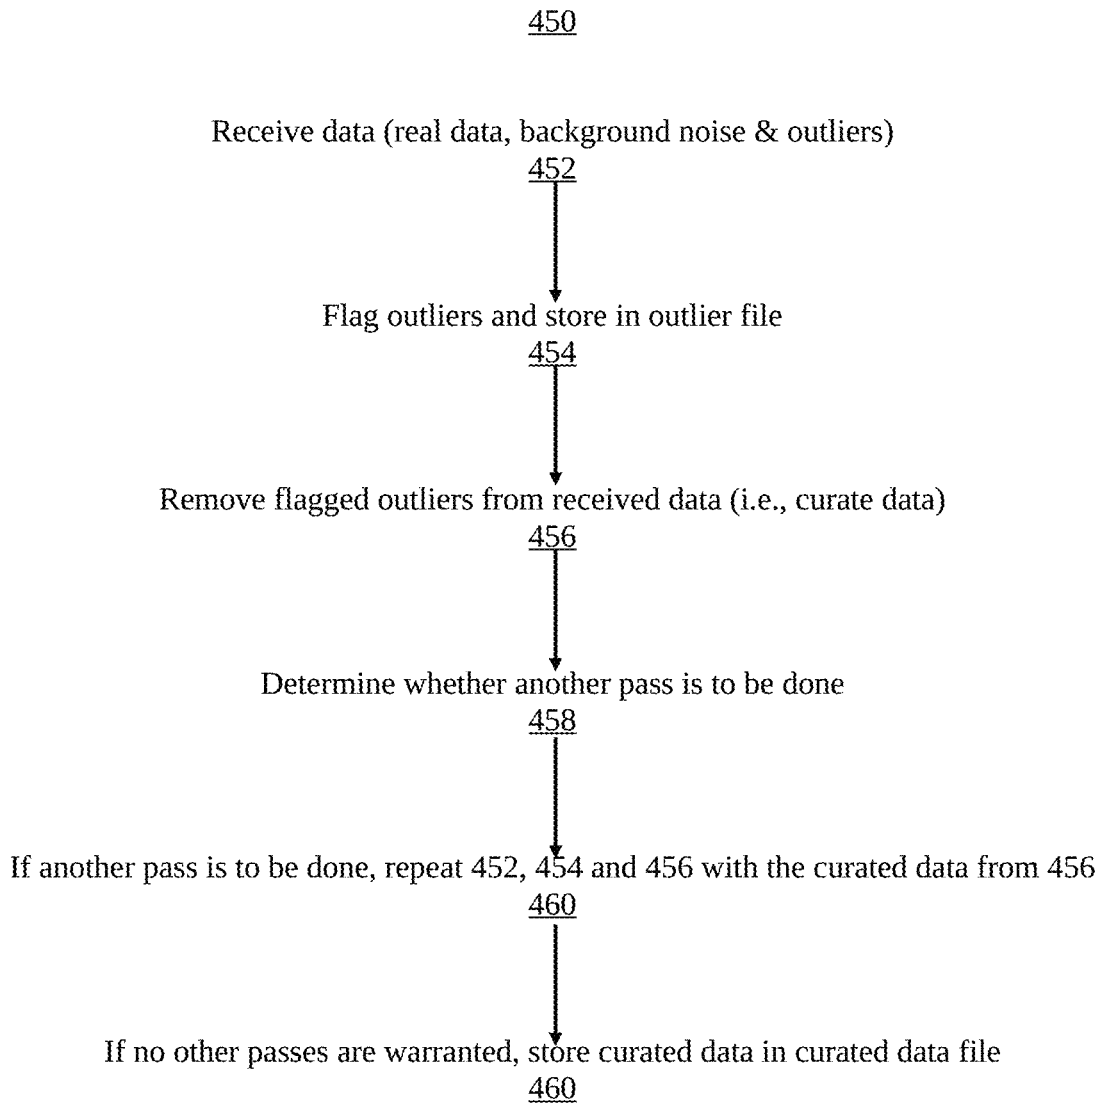 450
Receive data (real data, background noise & outliers)
452
Flag outliers and store in outlier file
454
Remove flagged outliers from received data (i.e., curate data)
456
Determine whether another pass is to be done
458
If another pass is to be done, repeat 452, 454 and 456 with the curated data from 456
460
If no other passes are warranted, store curated data in curated data file
460